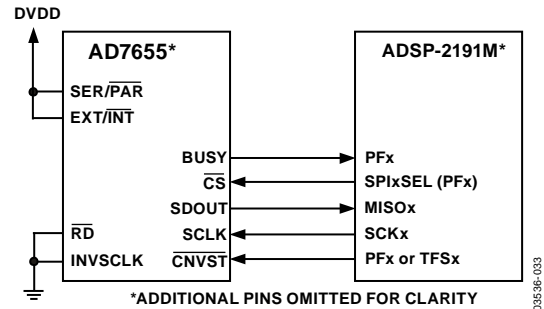 DVDD
AD7655*
ADSP-2191M*
SER/PAR
EXT/INT
BUSY
PFx
CS
SPIxSEL (PFx)
SDOUT
MISOx
RD
SCLK
SCKx
INVSCLK
CNVST
PFx or TFSx
*ADDITIONAL PINS OMITTED FOR CLARITY
03536-033